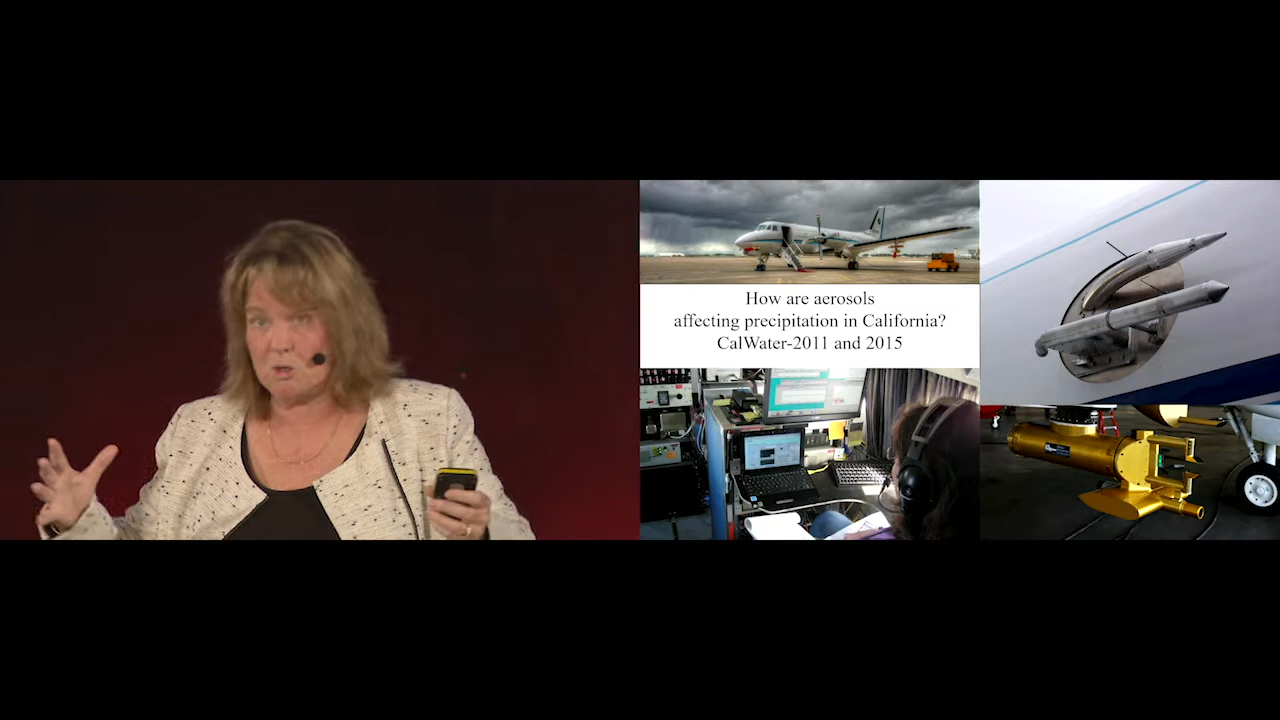 How are aerosols
affecting precipitation in California?
CalWater-2011 and 2015